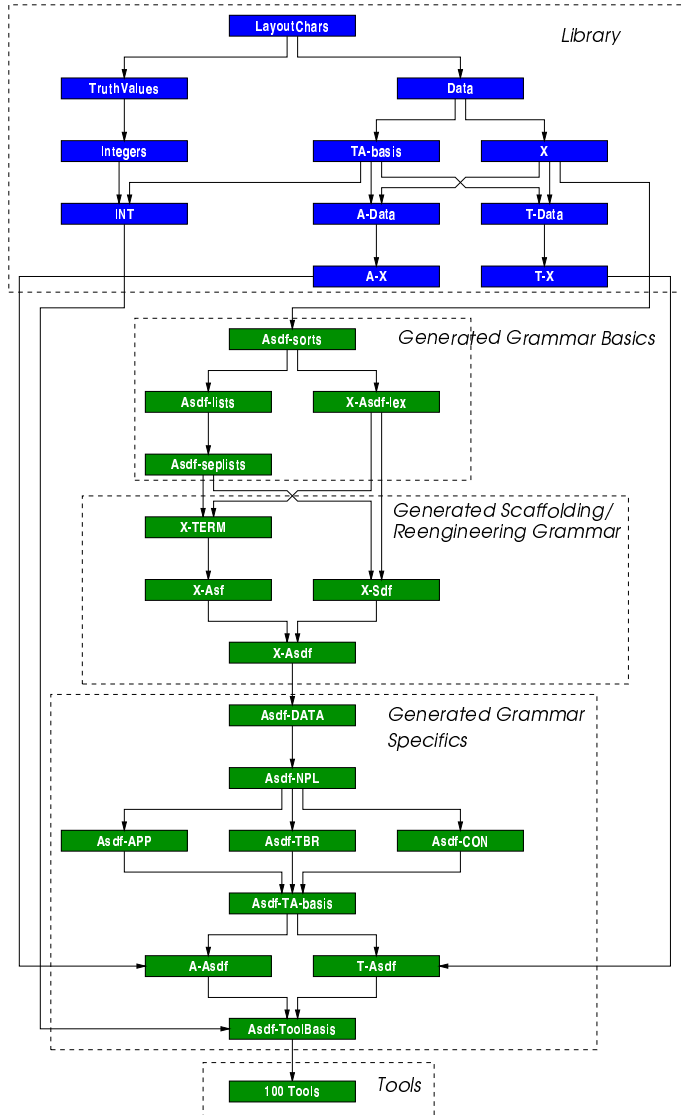 LayoutChars
Library
TruthValues
Data
Integers
TA-basis
X
INT
A-Data
T-Data
A-X
T-X
Asdf-sorts
Generated Grammar Basics
Asdf-lists
X-Asdf-lex
Asdf-seplists
Generated Scaffolding/
Reengineering Grammar
X-TERM
X-Asf
X-Sdf
X-Asdf
Asdf-DATA
Generated Grammar
Specifics
Asdf-NPL
Asdf-APP
Asdf-TBR
Asdf-CON
Asdf-TA-basis
A-Asdf
T-Asdf
Asdf-ToolBasis
Tools
100 Tools